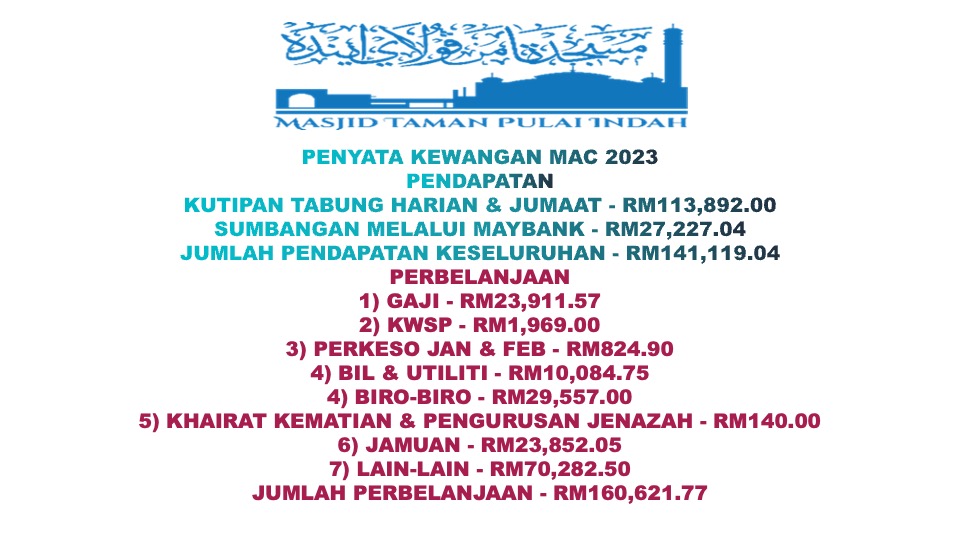 مسجد تامن ڤولاي اينده
MASJID TAMAN PULAI INDAH
PENYATA KEWANGAN MAC 2023
PENDAPATAN
KUTIPAN TABUNG HARIAN & JUMAAT - RM113,892.00
SUMBANGAN MELALUI MAYBANK - RM27,227.04
JUMLAH PENDAPATAN KESELURUHAN - RM141,119.04
PERBELANJAAN
1) GAJI - RM23,911.57
2) KWSP - RM1,969.00
3) PERKESO JAN & FEB - RM824.90
4) BIL & UTILITI - RM10,084.75
4) BIRO-BIRO - RM29,557.00
5) KHAIRAT KEMATIAN & PENGURUSAN JENAZAH - RM140.00
6) JAMUAN - RM23,852.05
7) LAIN-LAIN - RM70,282.50
JUMLAH PERBELANJAAN - RM160,621.77